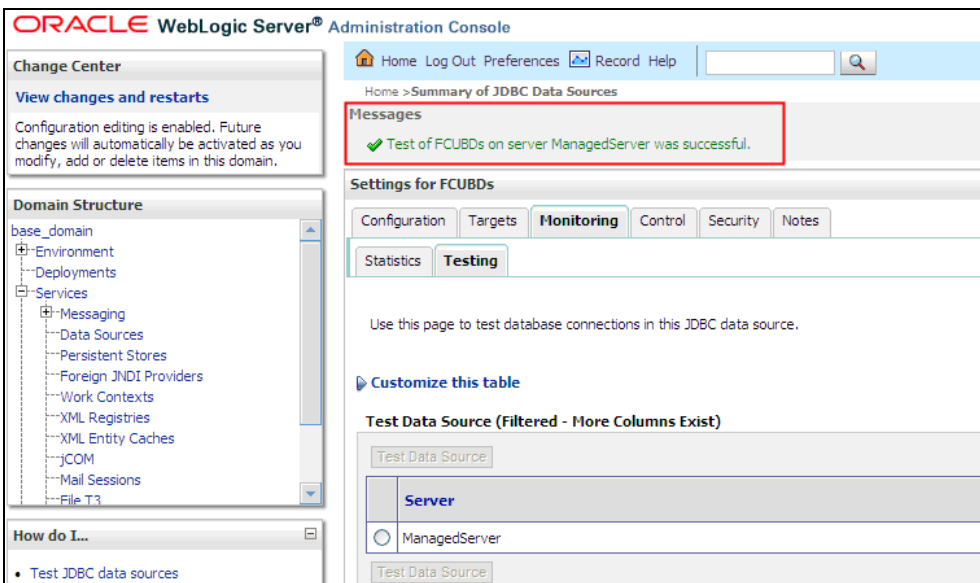 ORACLE WebLogic Server® Administration Console
Change Center
View changes and restarts
Configuration editing is enabled. Future
changes will automatically be activated as you
modify, add or delete items in this domain.
Domain Structure
base_domain
Environment
Deployments
Services
Messaging
Data Sources
Persistent Stores
Foreign JNDI Providers
Work Contexts
XML Registries
XML Entity Caches
jCOM
Mail Sessions
File T3
How do I...
Test JDBC data sources
Home Log Out Preferences Record Help
Home >Summary of JDBC Data Sources
Messages
Test of FCUBDs on server ManagedServer was successful.
Settings for FCUBDs
Configuration Targets Monitoring Control Security Notes
Statistics Testing
Use this page to test database connections in this JDBC data source.
Customize this table
Test Data Source (Filtered - More Columns Exist)
Test Data Source
Server
ManagedServer
Test Data Source